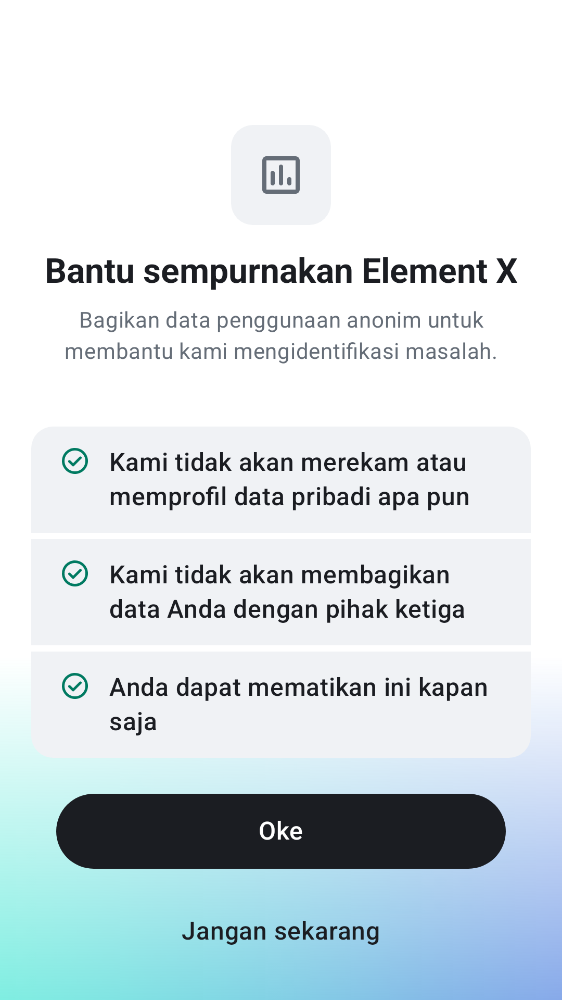 Bantu sempurnakan Element X
Bagikan data penggunaan anonim untuk
membantu kami mengidentifikasi masalah.
Kami tidak akan merekam atau
memprofil data pribadi apa pun
Kami tidak akan membagikan
data Anda dengan pihak ketiga
Anda dapat mematikan ini kapan
saja
Oke
Jangan sekarang